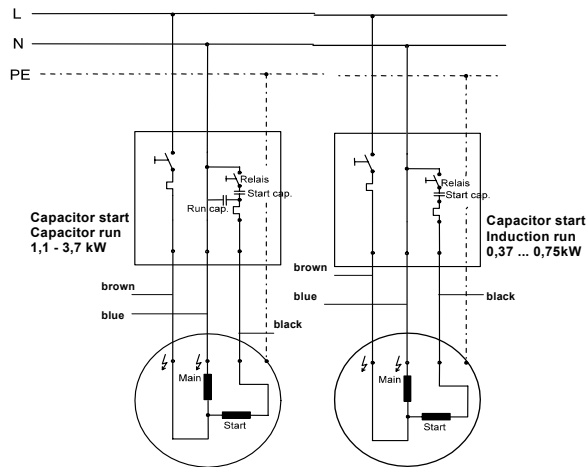 L
N
PE
Relais
Start cap.
Run cap.
Capacitor start
Capacitor run
1,1 - 3,7 kW
brown
blue
black
Main
Start
Relais
Start cap.
Capacitor start
Induction run
0,37 ... 0,75kW
brown
blue
black
Main
Start